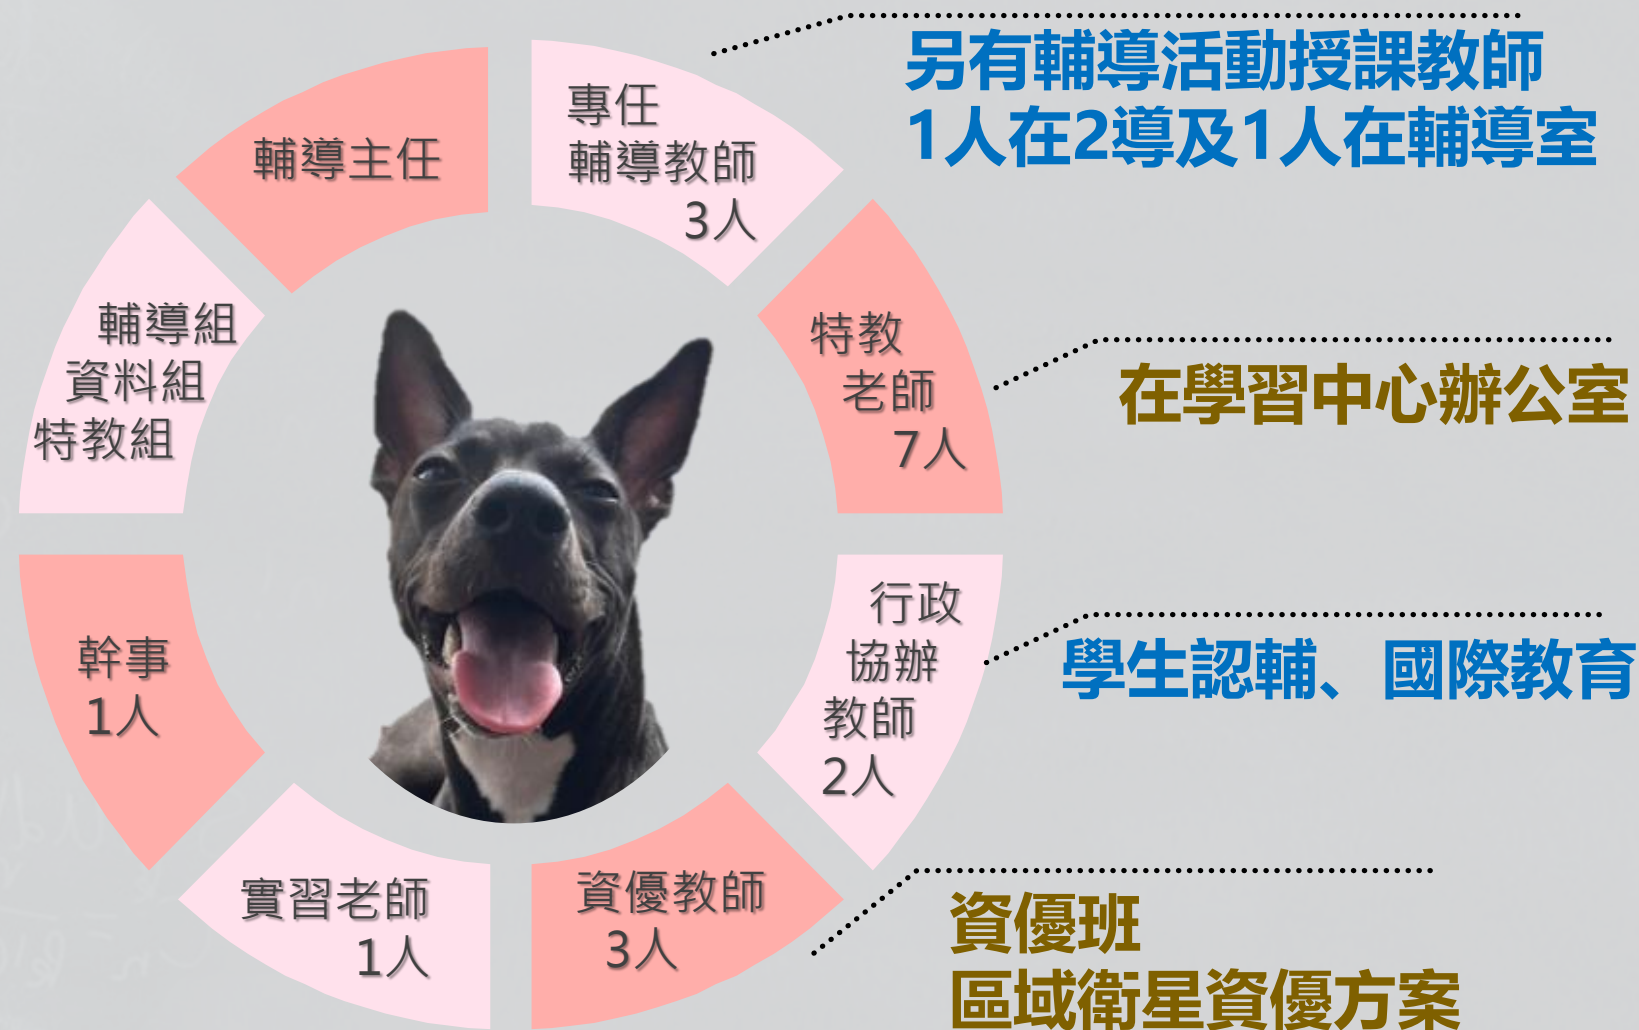 輔導主任
專任
輔導教師
3人
另有輔導活動授課教師
1人在2導及1人在輔導室
特教
老師
7人
在學習中心辦公室
行政
協辦
教師
2人
學生認輔、國際教育
資優教師
3人
資優班
區域衛星資優方案
實習老師
1人
幹事
1人
輔導組
資料組
特教組